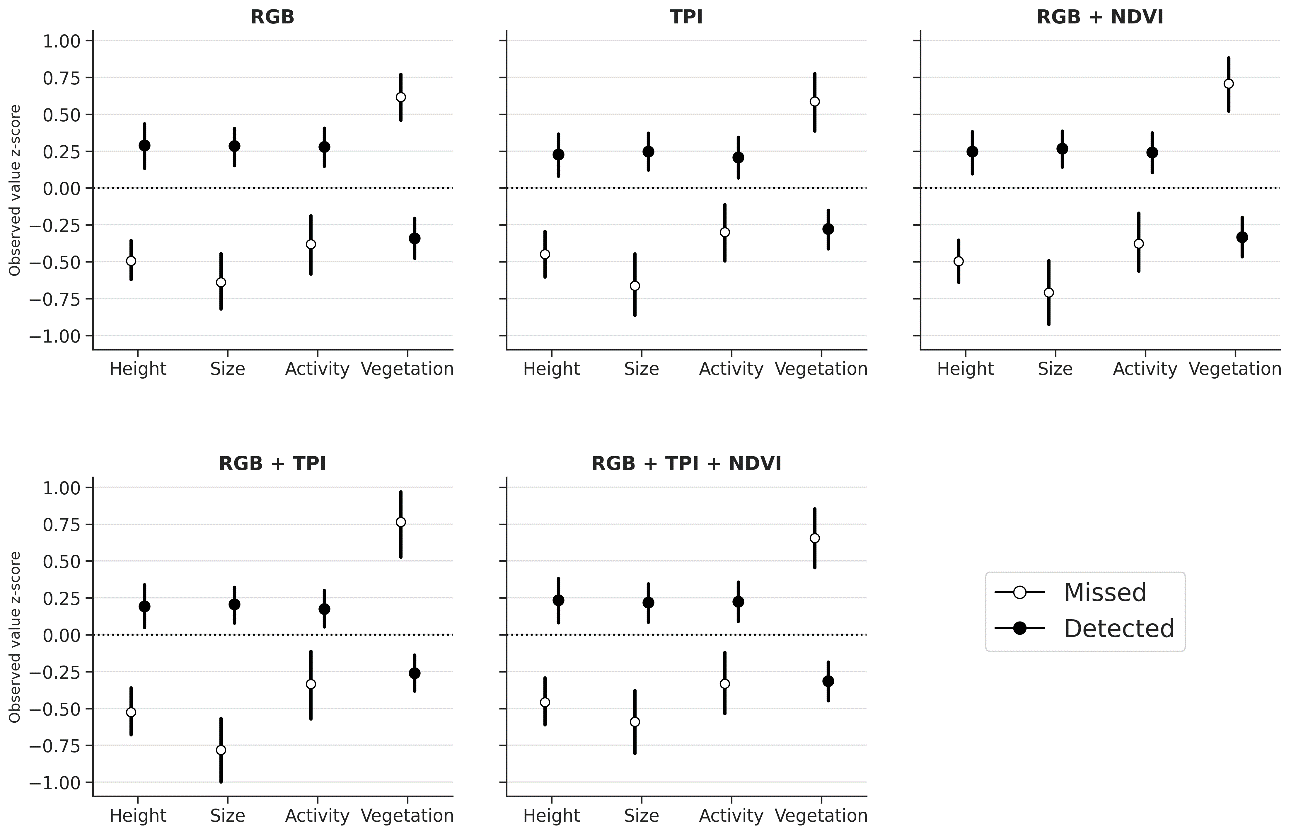 RGB
TPI
RGB + NDVI
Observed value z-score
1.00
0.75
0.50
0.25
0.00
−0.25
−0.50
−0.75
−1.00
Height Size Activity Vegetation
Height Size Activity Vegetation
Height Size Activity Vegetation
RGB + TPI
RGB + TPI + NDVI
Observed value z-score
1.00
0.75
0.50
0.25
0.00
−0.25
−0.50
−0.75
−1.00
Height Size Activity Vegetation
Height Size Activity Vegetation
Missed
Detected